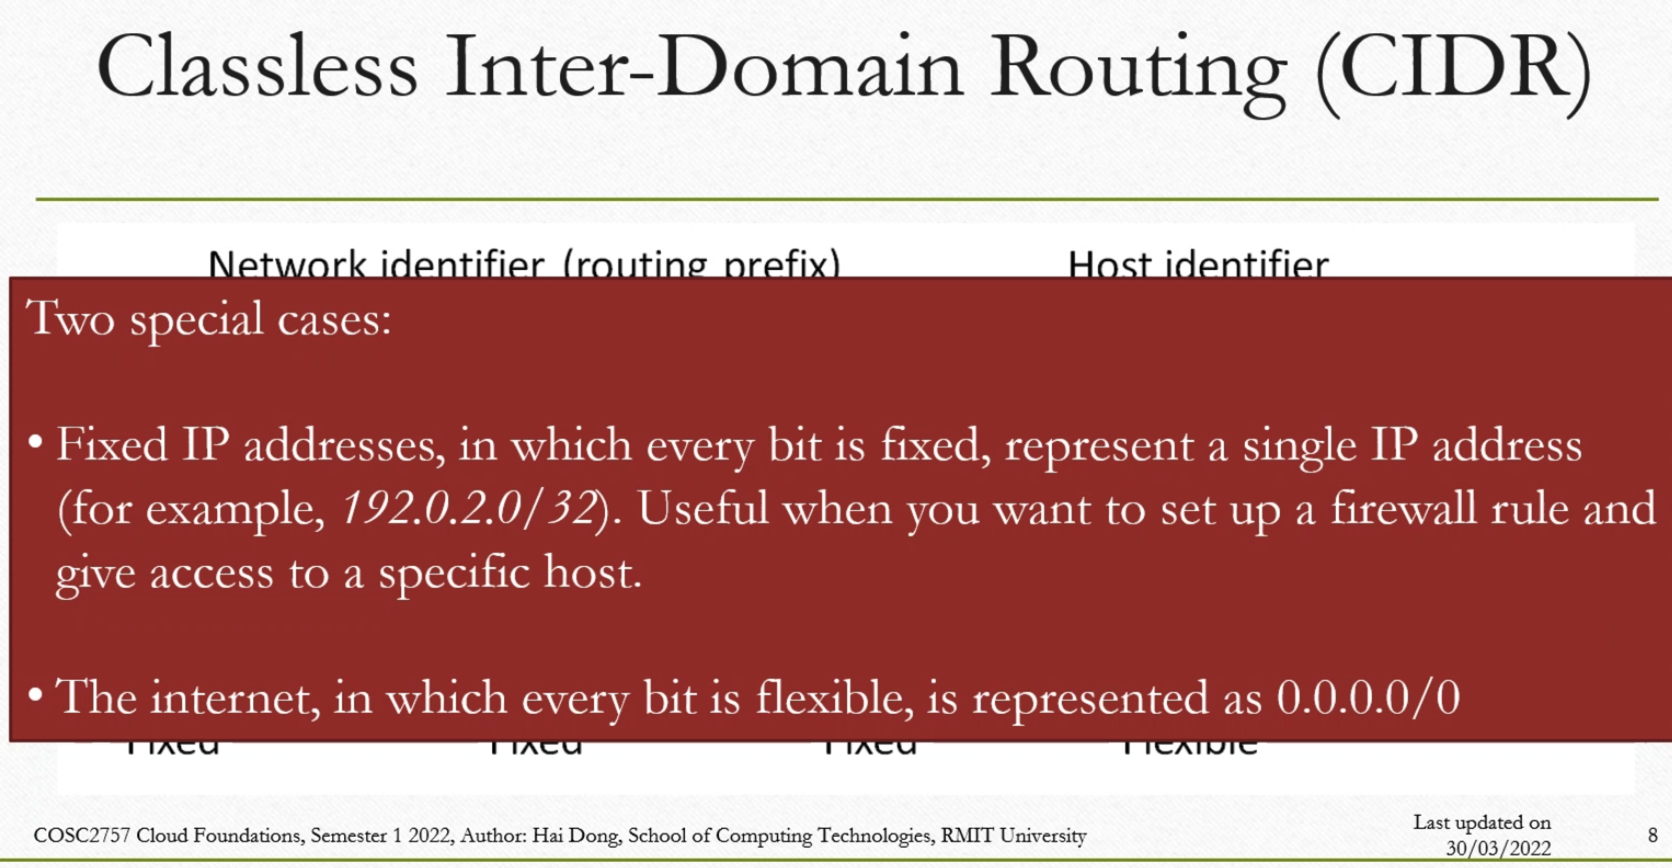 Classless Inter-Domain Routing (CIDR)
Network identifier (routing prefix) Host identifier
Two special cases:
• Fixed IP addresses, in which every bit is fixed, represent a single IP address
(for example, 192.0.2.0/32). Useful when you want to set up a firewall rule and
give access to a specific host.
• The internet, in which every bit is flexible, is represented as 0.0.0.0/0
Fixed Fixed Fixed Flexible
COSC2757 Cloud Foundations, Semester 1 2022, Author: Hai Dong, School of Computing Technologies, RMIT University
Last updated on
30/03/2022
8